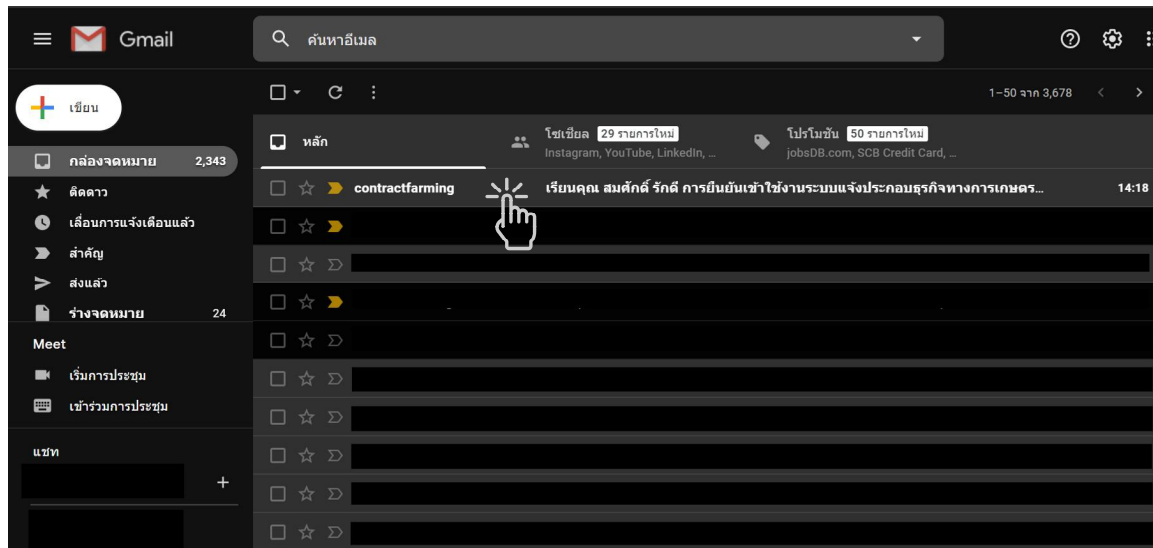 Gmail
ค้นหาอีเมล
เขียน
1–50 จาก 3,678
หลัก
โซเชียล 29 รายการใหม่
Instagram, YouTube, LinkedIn, ...
โปรโมชัน 50 รายการใหม่
jobsDB.com, SCB Credit Card, ...
กล่องจดหมาย 2,343
contractfarming เรียนคุณ สมศักดิ์ รักดี การยืนยันเข้าใช้งานระบบแจ้งประกอบธุรกิจทางการเกษตร... 14:18
ติดดาว
เลื่อนการแจ้งเตือนแล้ว
สำคัญ
ส่งแล้ว
ร่างจดหมาย 24
Meet
เริ่มการประชุม
เข้าร่วมการประชุม
แชท